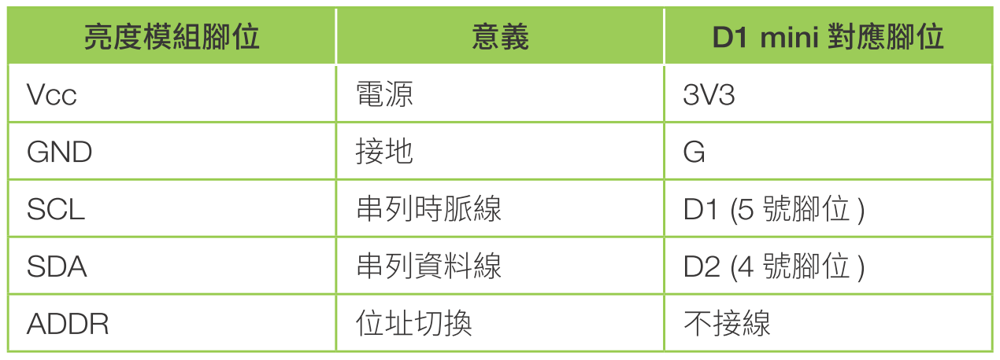 亮度模組腳位 意義 D1 mini 對應腳位
Vcc 電源 3V3
GND 接地 G
SCL 串列時脈線 D1 (5 號腳位 )
SDA 串列資料線 D2 (4 號腳位 )
ADDR 位址切換 不接線